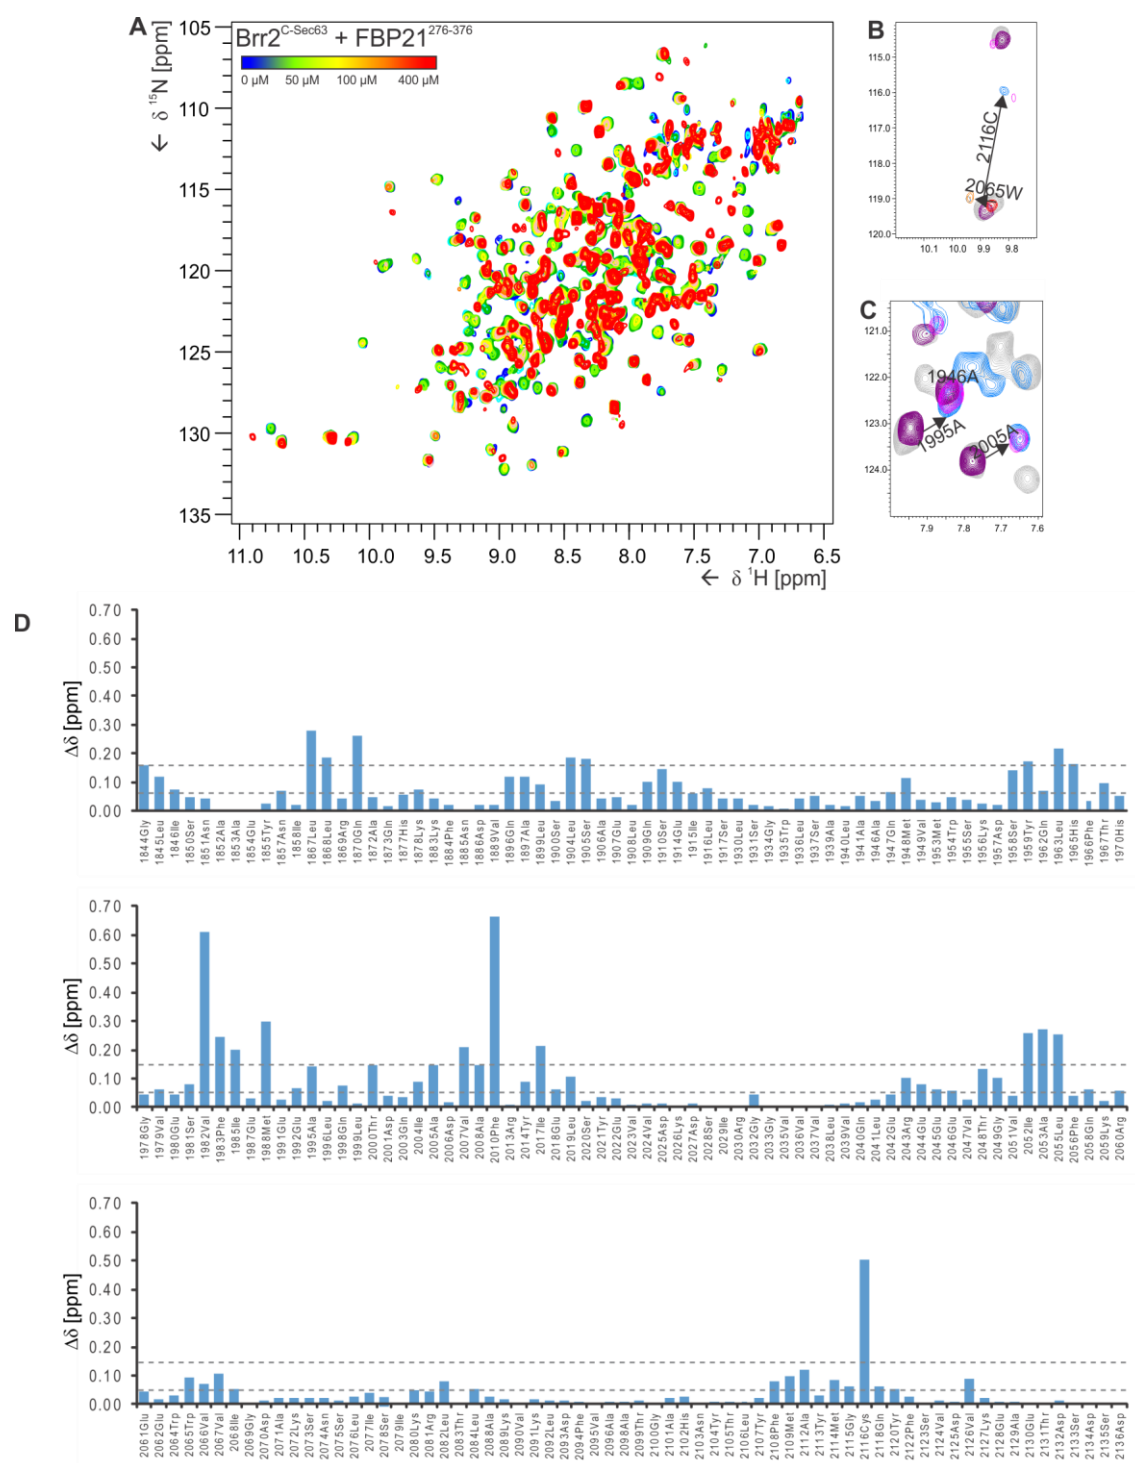 A
Brr2^C-Sec63 + FBP21^276-376
0 µM 50 µM 100 µM 400 µM
← δ ¹⁵N [ppm]
105
110
115
120
125
130
135
11.0 10.5 10.0 9.5 9.0 8.5 8.0 7.5 7.0 6.5
← δ ¹H [ppm]
B
115.0
116.0
117.0
118.0
119.0
120.0
2116C
2065W
10.1 10.0 9.9 9.8
C
121.0
122.0
123.0
124.0
1946A
1995A
2005A
7.9 7.8 7.7 7.6
D
Δδ [ppm]
0.70
0.60
0.50
0.40
0.30
0.20
0.10
0.00
1844Gly 1845Leu 1846Ile 1850Ser 1851Asn 1852Ala 1853Ala 1854Glu 1855Tyr 1857Asn 1858Ile 1867Leu 1868Leu 1869Arg 1870Gln 1872Ala 1873Gln 1877His 1878Lys 1883Lys 1884Phe 1885Asn 1886Asp 1889Val 1896Gln 1897Ala 1899Leu 1900Ser 1904Leu 1905Ser 1906Ala 1907Glu 1908Leu 1909Gln 1910Ser 1914Glu 1915Ile 1916Leu 1917Ser 1930Leu 1931Ser 1934Gly 1935Trp 1936Leu 1937Ser 1939Ala 1940Leu 1941Ala 1946Ala 1947Gln 1948Met 1949Val 1953Met 1954Trp 1955Ser 1956Lys 1957Asp 1958Ser 1959Tyr 1962Gln 1963Leu 1965His 1966Phe 1967Thr 1970His
Δδ [ppm]
0.70
0.60
0.50
0.40
0.30
0.20
0.10
0.00
1978Gly 1979Val 1980Glu 1981Ser 1982Val 1983Phe 1985Ile 1987Glu 1988Met 1991Glu 1992Glu 1995Ala 1996Leu 1998Gln 1999Leu 2000Thr 2001Asp 2003Gln 2004Ile 2005Ala 2006Asp 2007Val 2008Ala 2010Phe 2013Arg 2014Tyr 2017Ile 2018Glu 2019Leu 2020Ser 2021Tyr 2022Glu 2023Val 2024Val 2025Asp 2026Lys 2027Asp 2028Ser 2029Ile 2030Arg 2032Gly 2033Gly 2035Val 2036Val 2037Val 2038Leu 2039Val 2040Gln 2041Leu 2042Glu 2043Arg 2044Glu 2045Glu 2046Glu 2047Val 2048Thr 2049Gly 2051Val 2052Ile 2053Ala 2055Leu 2056Phe 2058Gln 2059Lys 2060Arg
Δδ [ppm]
0.70
0.60
0.50
0.40
0.30
0.20
0.10
0.00
2061Glu 2062Glu 2064Trp 2065Trp 2066Val 2067Val 2068Ile 2069Gly 2070Asp 2071Ala 2072Lys 2073Ser 2074Asn 2075Ser 2076Leu 2077Ile 2078Ser 2079Ile 2080Lys 2081Arg 2082Leu 2083Thr 2084Leu 2088Ala 2089Lys 2090Val 2091Lys 2092Leu 2093Asp 2094Phe 2095Val 2096Ala 2098Ala 2099Thr 2100Gly 2101Ala 2102His 2103Asn 2104Tyr 2105Thr 2106Leu 2107Tyr 2108Phe 2109Met 2112Ala 2113Tyr 2114Met 2115Gly 2116Cys 2118Gln 2120Tyr 2122Phe 2123Ser 2124Val 2125Asp 2126Val 2127Lys 2128Glu 2129Ala 2130Glu 2131Thr 2132Asp 2133Ser 2134Asp 2135Ser 2136Asp